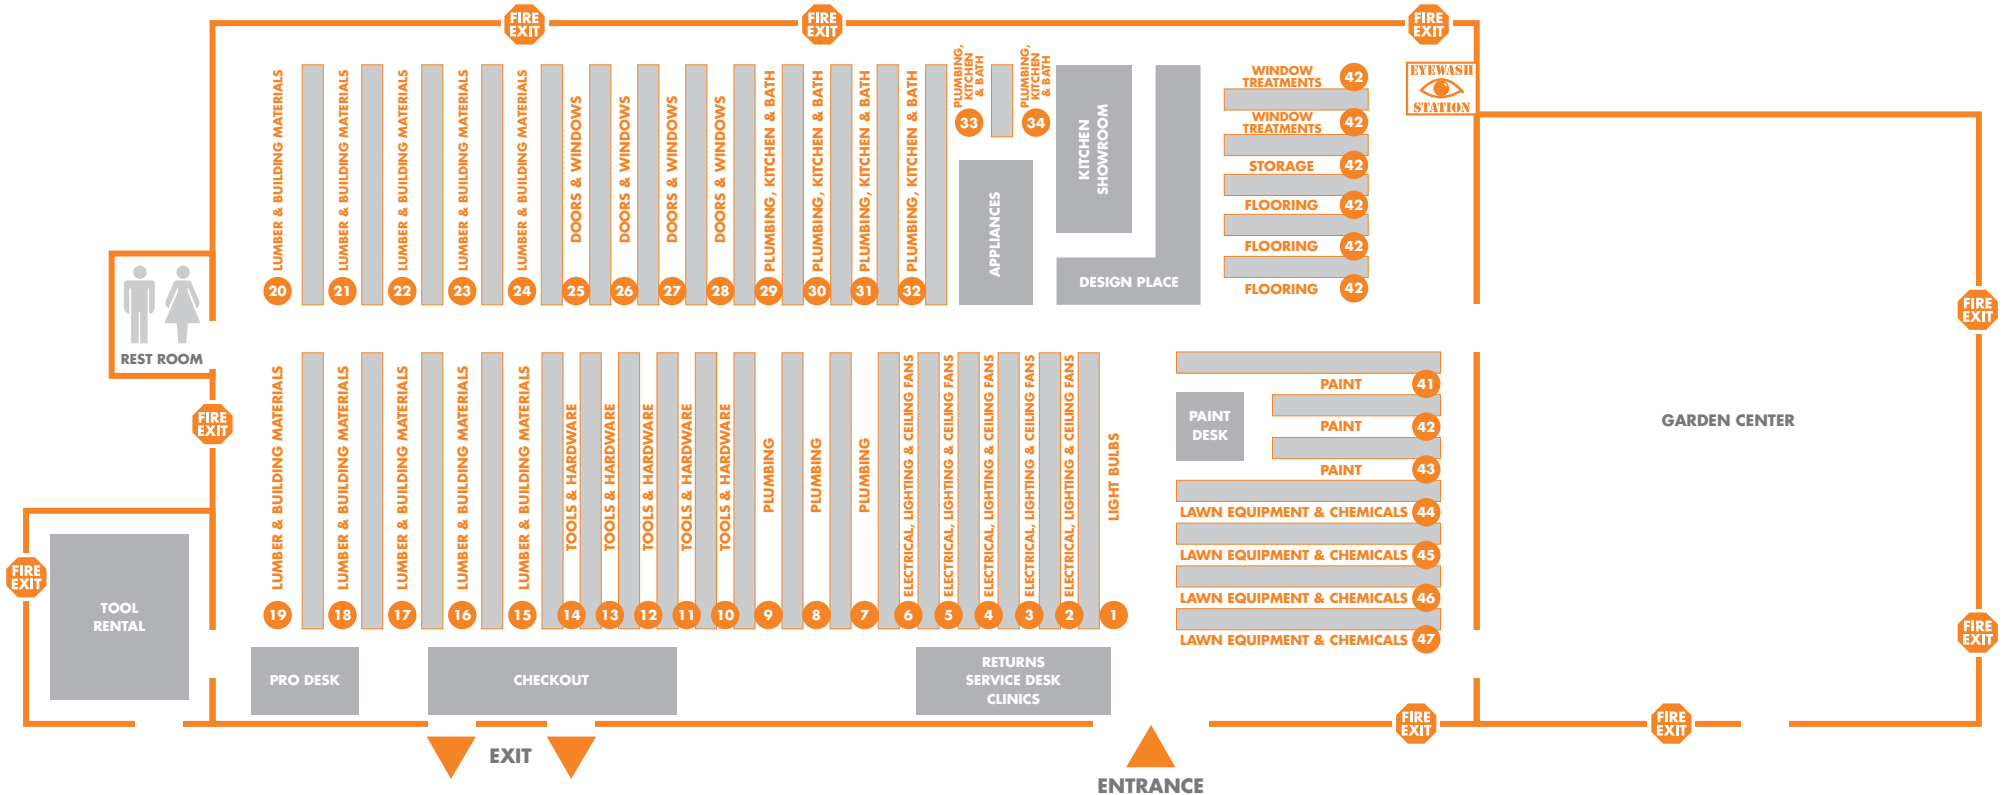 FIRE
EXIT
FIRE
EXIT
FIRE
EXIT
LUMBER & BUILDING MATERIALS
20
LUMBER & BUILDING MATERIALS
21
LUMBER & BUILDING MATERIALS
22
LUMBER & BUILDING MATERIALS
23
LUMBER & BUILDING MATERIALS
24
DOORS & WINDOWS
25
DOORS & WINDOWS
26
DOORS & WINDOWS
27
DOORS & WINDOWS
28
PLUMBING, KITCHEN & BATH
29
PLUMBING, KITCHEN & BATH
30
PLUMBING, KITCHEN & BATH
31
PLUMBING, KITCHEN & BATH
32
PLUMBING,
KITCHEN
& BATH
33
PLUMBING,
KITCHEN
& BATH
34
APPLIANCES
KITCHEN
SHOWROOM
DESIGN PLACE
WINDOW
TREATMENTS
42
WINDOW
TREATMENTS
42
STORAGE
42
FLOORING
42
FLOORING
42
FLOORING
42
EYEWASH
STATION
REST ROOM
FIRE
EXIT
FIRE
EXIT
TOOL
RENTAL
LUMBER & BUILDING MATERIALS
19
LUMBER & BUILDING MATERIALS
18
LUMBER & BUILDING MATERIALS
17
LUMBER & BUILDING MATERIALS
16
LUMBER & BUILDING MATERIALS
15
TOOLS & HARDWARE
14
TOOLS & HARDWARE
13
TOOLS & HARDWARE
12
TOOLS & HARDWARE
11
TOOLS & HARDWARE
10
PLUMBING
9
PLUMBING
8
PLUMBING
7
ELECTRICAL, LIGHTING & CEILING FANS
6
ELECTRICAL, LIGHTING & CEILING FANS
5
ELECTRICAL, LIGHTING & CEILING FANS
4
ELECTRICAL, LIGHTING & CEILING FANS
3
ELECTRICAL, LIGHTING & CEILING FANS
2
LIGHT BULBS
1
PAINT
DESK
PAINT 41
PAINT 42
PAINT 43
LAWN EQUIPMENT & CHEMICALS 44
LAWN EQUIPMENT & CHEMICALS 45
LAWN EQUIPMENT & CHEMICALS 46
LAWN EQUIPMENT & CHEMICALS 47
GARDEN CENTER
FIRE
EXIT
FIRE
EXIT
PRO DESK
CHECKOUT
RETURNS
SERVICE DESK
CLINICS
FIRE
EXIT
FIRE
EXIT
EXIT
ENTRANCE